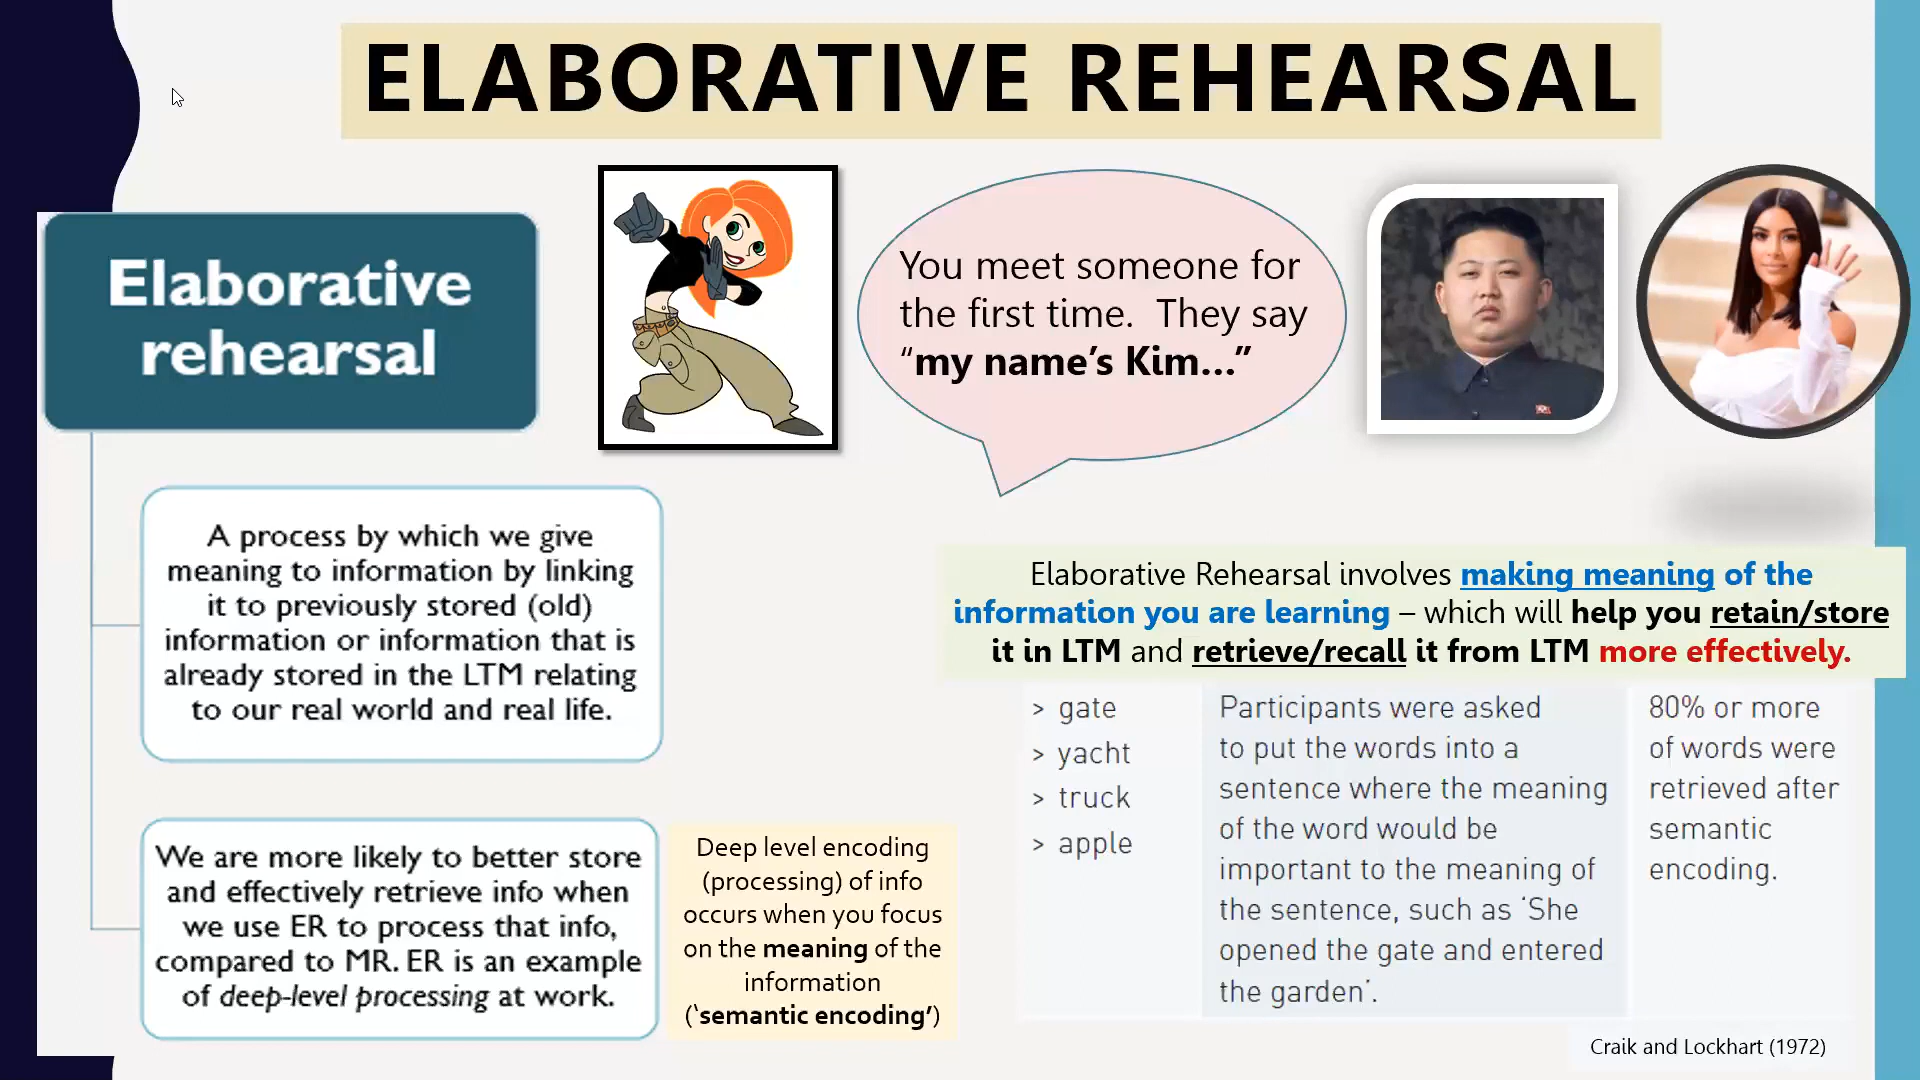 ELABORATIVE REHEARSAL
Elaborative
rehearsal
You meet someone for
the first time.  They say
“my name’s Kim…”
A process by which we give
meaning to information by linking
it to previously stored (old)
information or information that is
already stored in the LTM relating
to our real world and real life.
Elaborative Rehearsal involves making meaning of the
information you are learning – which will help you retain/store
it in LTM and retrieve/recall it from LTM more effectively.
> gate
> yacht
> truck
> apple
Participants were asked
to put the words into a
sentence where the meaning
of the word would be
important to the meaning of
the sentence, such as ‘She
opened the gate and entered
the garden’.
80% or more
of words were
retrieved after
semantic
encoding.
We are more likely to better store
and effectively retrieve info when
we use ER to process that info,
compared to MR. ER is an example
of deep-level processing at work.
Deep level encoding
(processing) of info
occurs when you focus
on the meaning of the
information
(‘semantic encoding’)
Craik and Lockhart (1972)